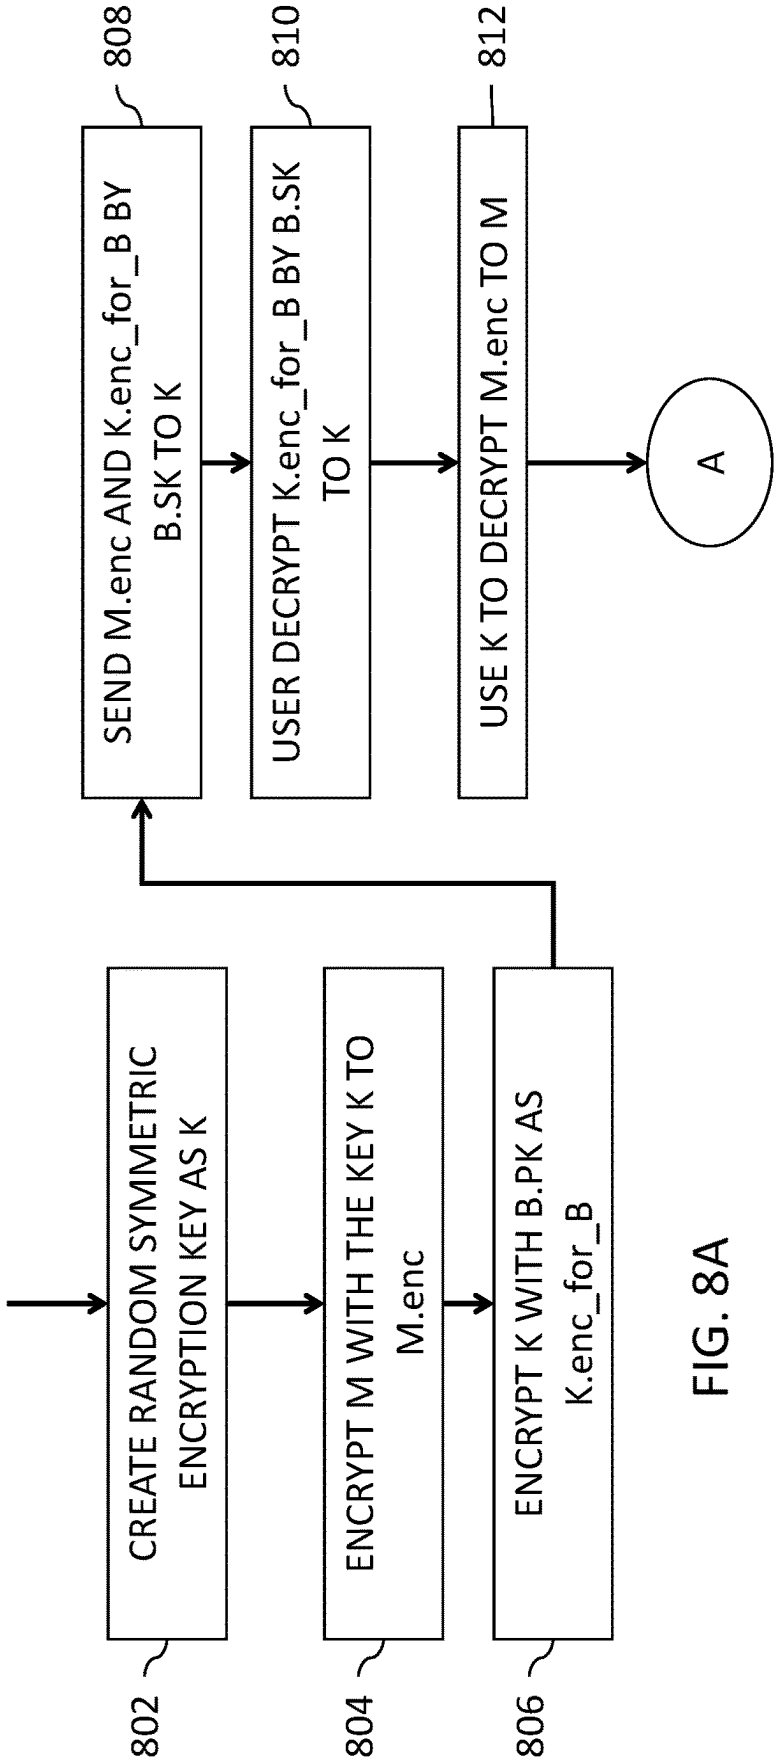 802
CREATE RANDOM SYMMETRIC
ENCRYPTION KEY AS K
804
ENCRYPT M WITH THE KEY K TO
M.enc
806
ENCRYPT K WITH B.PK AS
K.enc_for_B
808
SEND M.enc AND K.enc_for_B BY
B.SK TO K
810
USER DECRYPT K.enc_for_B BY B.SK
TO K
812
USE K TO DECRYPT M.enc TO M
A
FIG. 8A